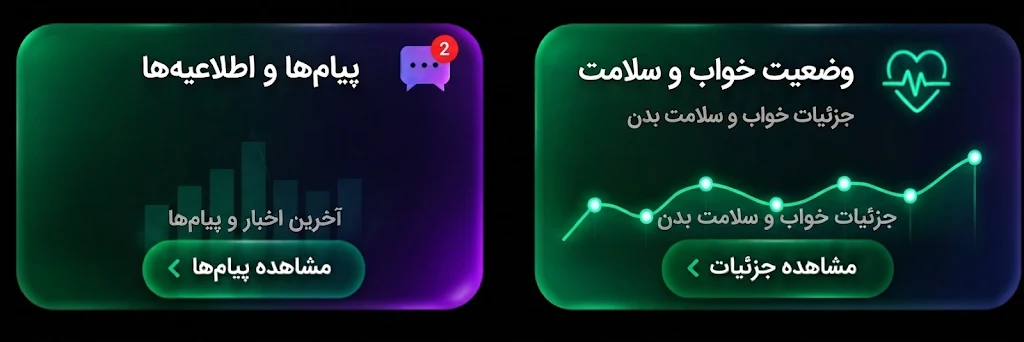 وضعیت خواب و سلامت
جزئیات خواب و سلامت بدن
جزئیات خواب و سلامت بدن
مشاهده جزئیات
2
پیام‌ها و اطلاعیه‌ها
آخرین اخبار و پیام‌ها
مشاهده پیام‌ها